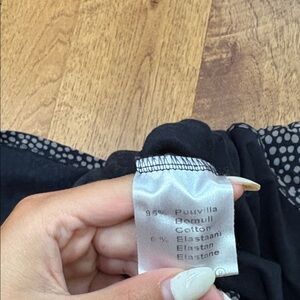 95% Puuvilla
Bomull
Cotton
5% Elastaani
Elastan
Elastane